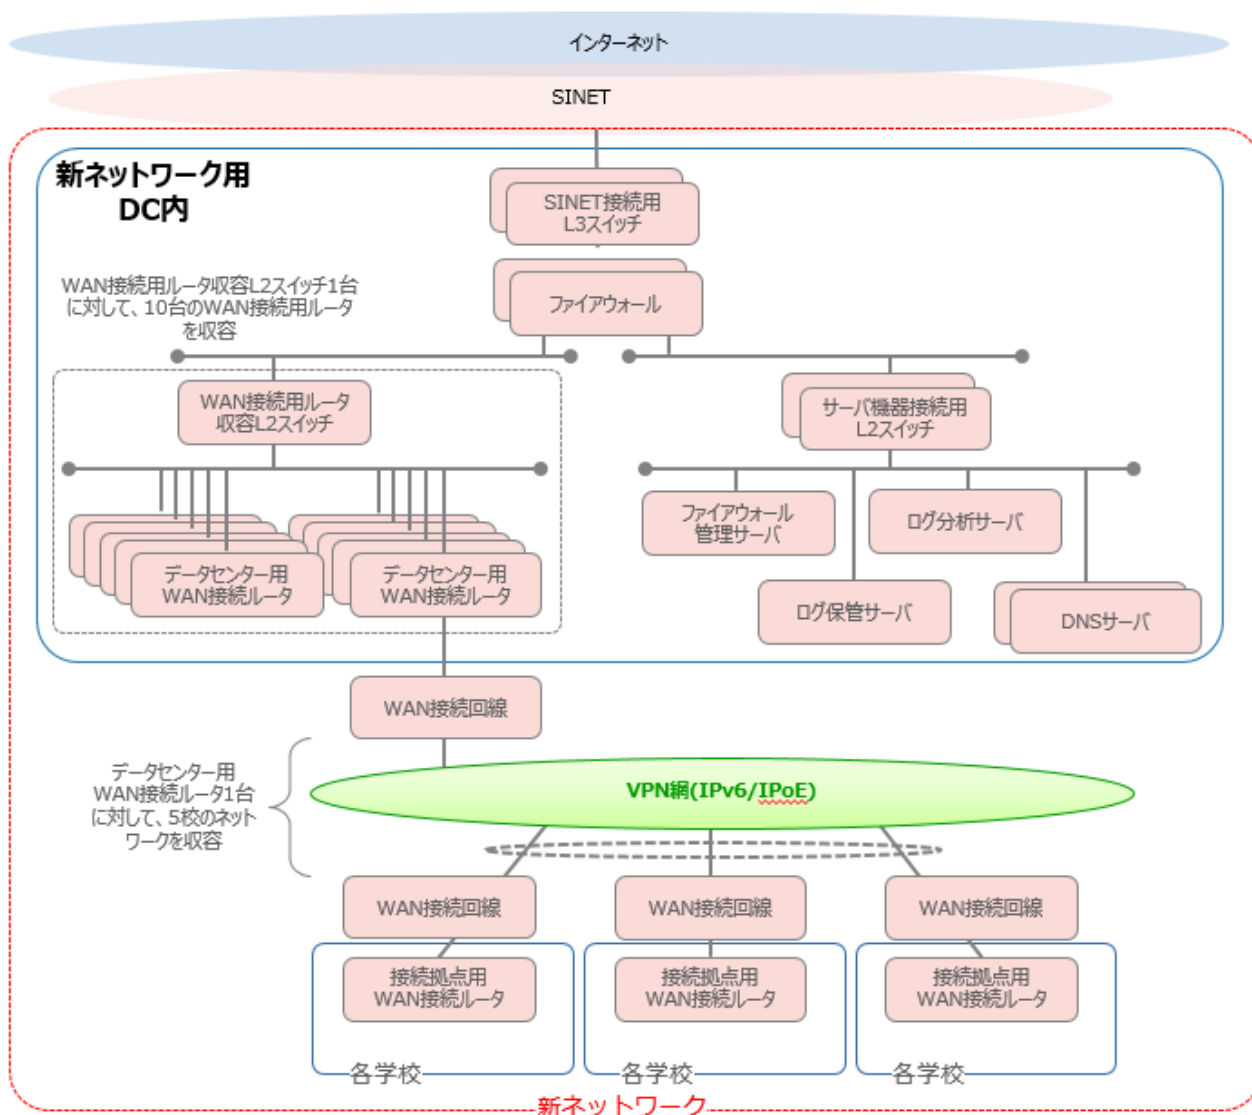 インターネット
SINET
新ネットワーク用
DC内
SINET接続用
L3スイッチ
WAN接続用ルータ収容L2スイッチ1台
に対して、10台のWAN接続用ルータ
を収容
ファイアウォール
WAN接続用ルータ
収容L2スイッチ
サーバ機器接続用
L2スイッチ
ファイアウォール
管理サーバ
ログ分析サーバ
データセンター用
WAN接続ルータ
データセンター用
WAN接続ルータ
ログ保管サーバ
DNSサーバ
WAN接続回線
データセンター用
WAN接続ルータ1台
に対して、5校のネット
ワークを収容
VPN網(IPv6/IPoE)
WAN接続回線
WAN接続回線
WAN接続回線
接続拠点用
WAN接続ルータ
接続拠点用
WAN接続ルータ
接続拠点用
WAN接続ルータ
各学校
各学校
各学校
新ネットワーク